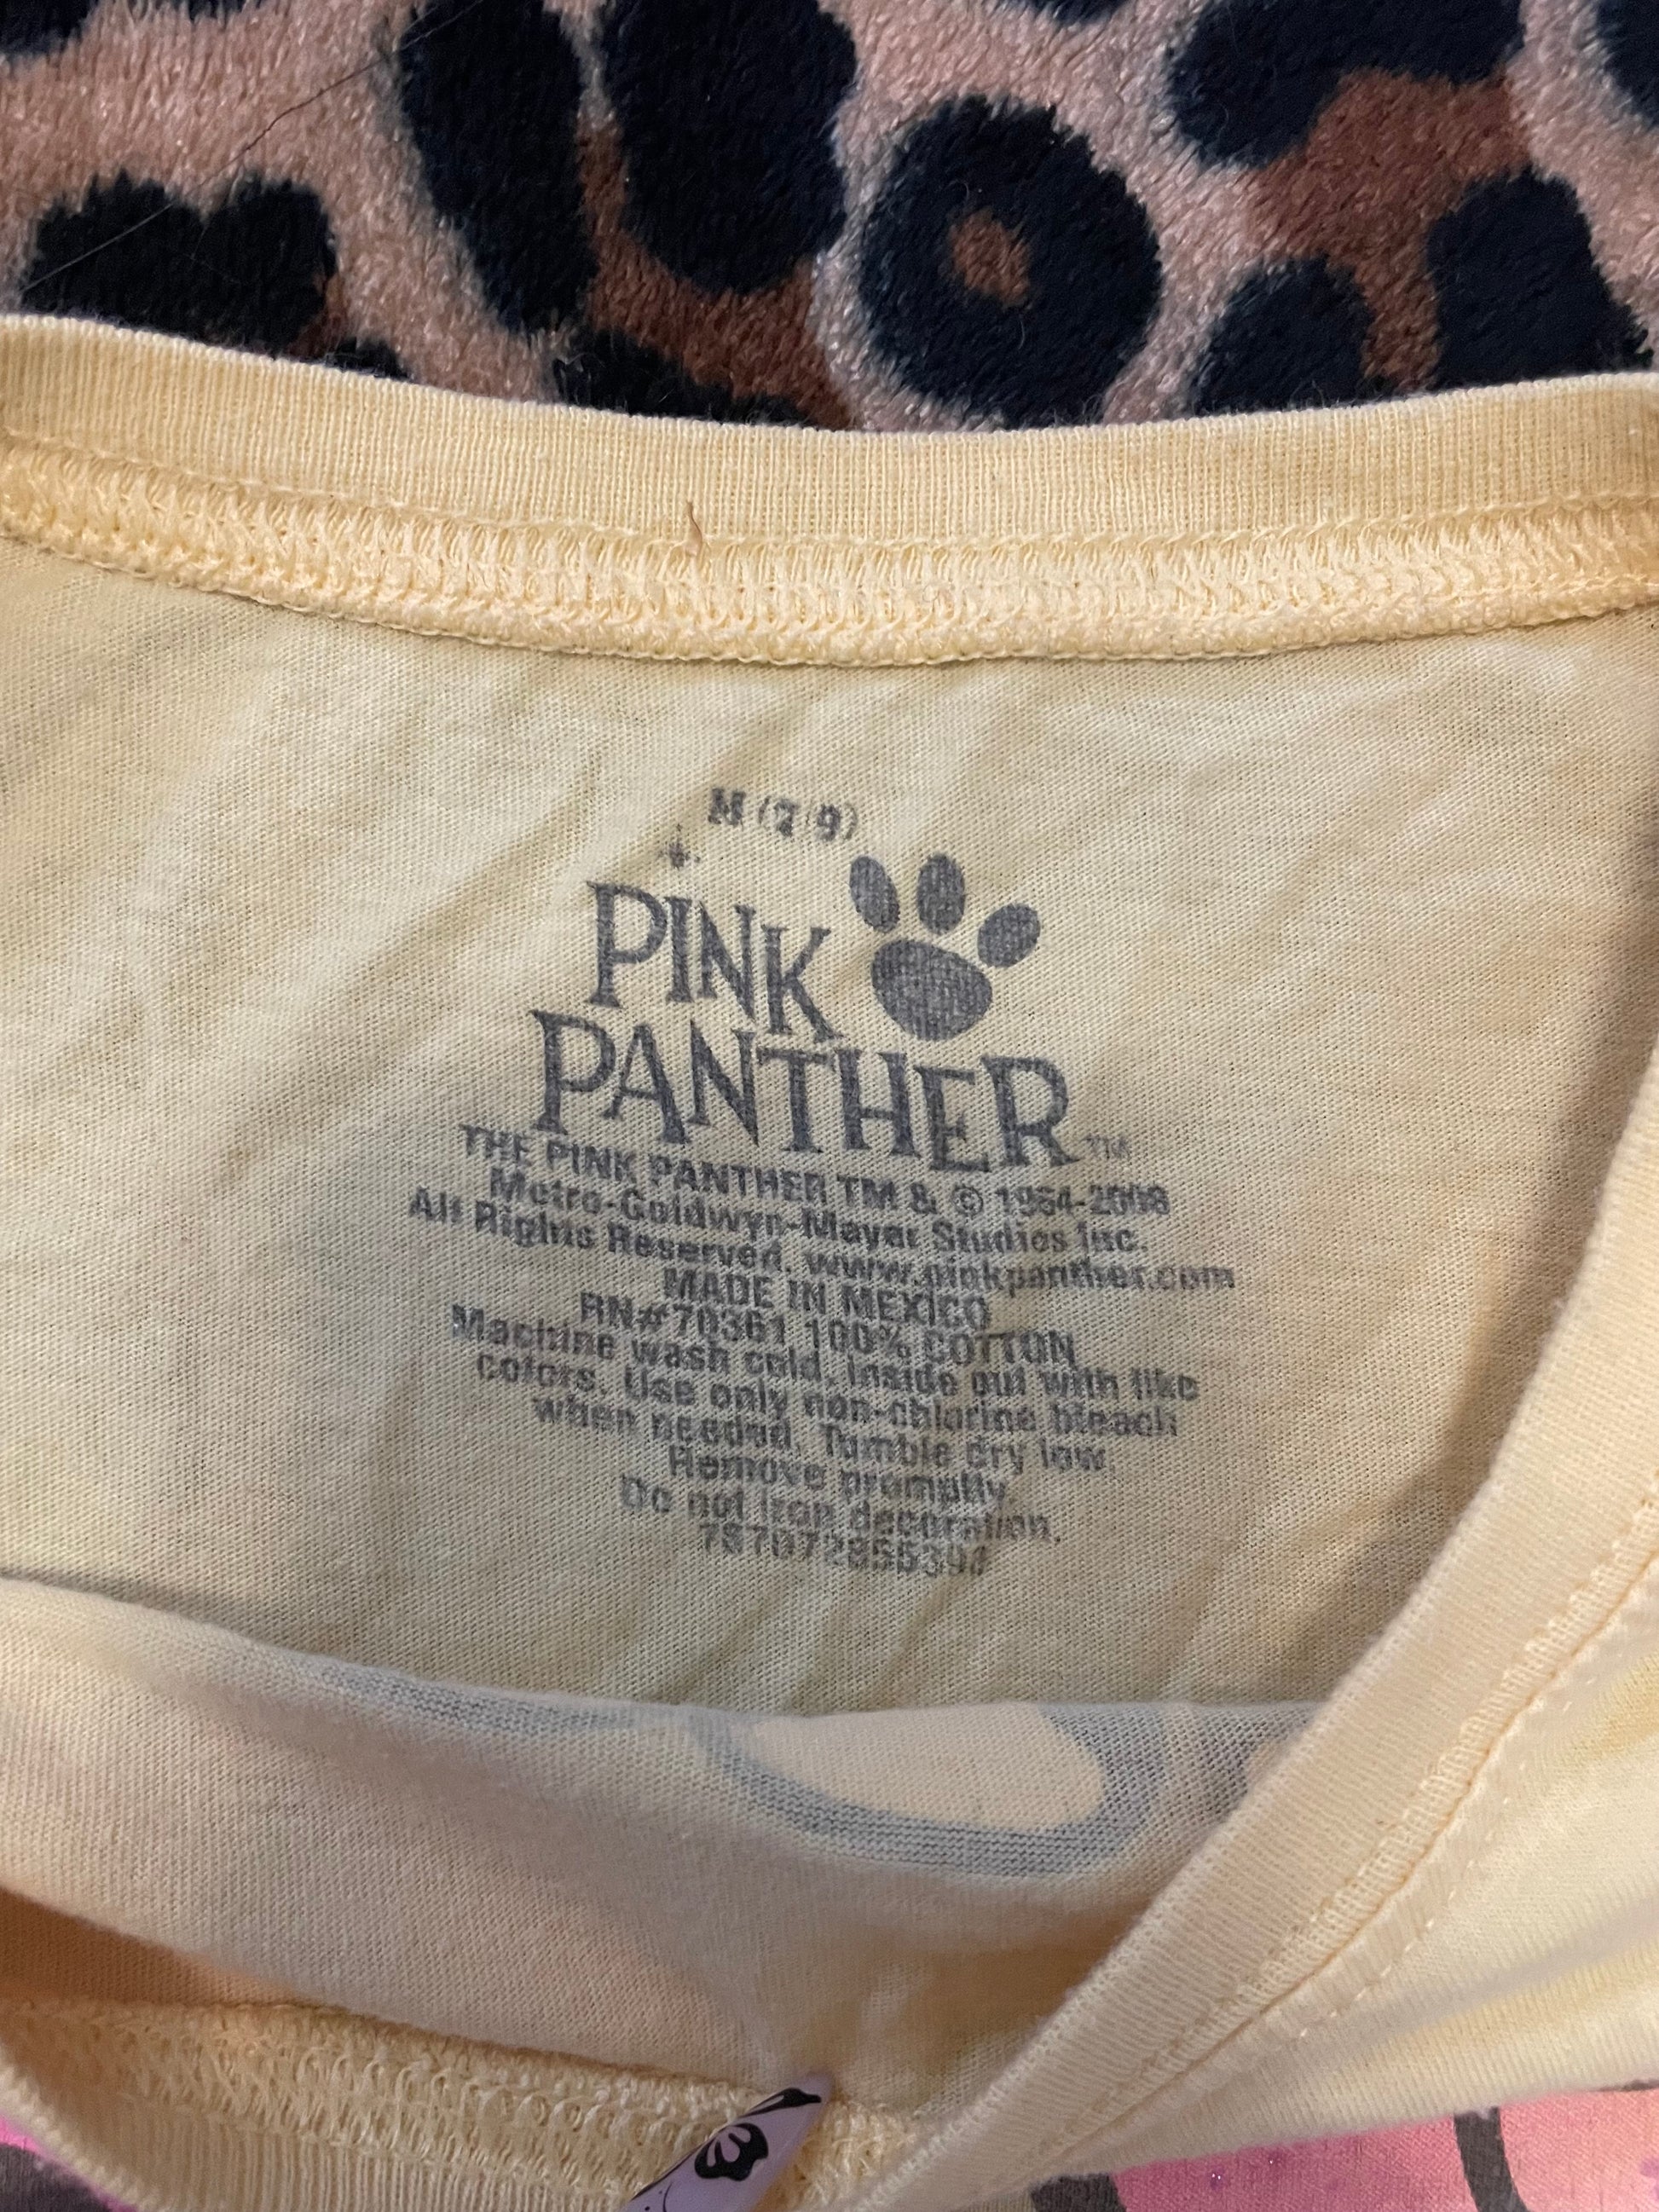 M (7/9)
PINK
PANTHER™
THE PINK PANTHER TM & © 1964-2008
Metro-Goldwyn-Mayer Studios Inc.
All Rights Reserved. www.pinkpanther.com
MADE IN MEXICO
RN#70361 100% COTTON
Machine wash cold, inside out with like
colors. Use only non-chlorine bleach
when needed. Tumble dry low.
Remove promptly.
Do not iron decoration.